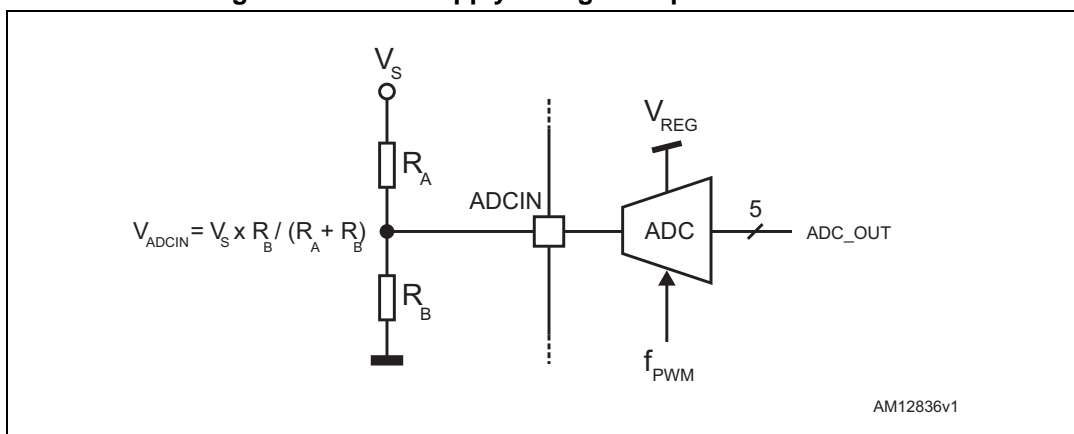 V_S
R_A
V_REG
ADCIN
5
V_ADCIN = V_S x R_B / (R_A + R_B)
ADC
ADC_OUT
R_B
f_PWM
AM12836v1